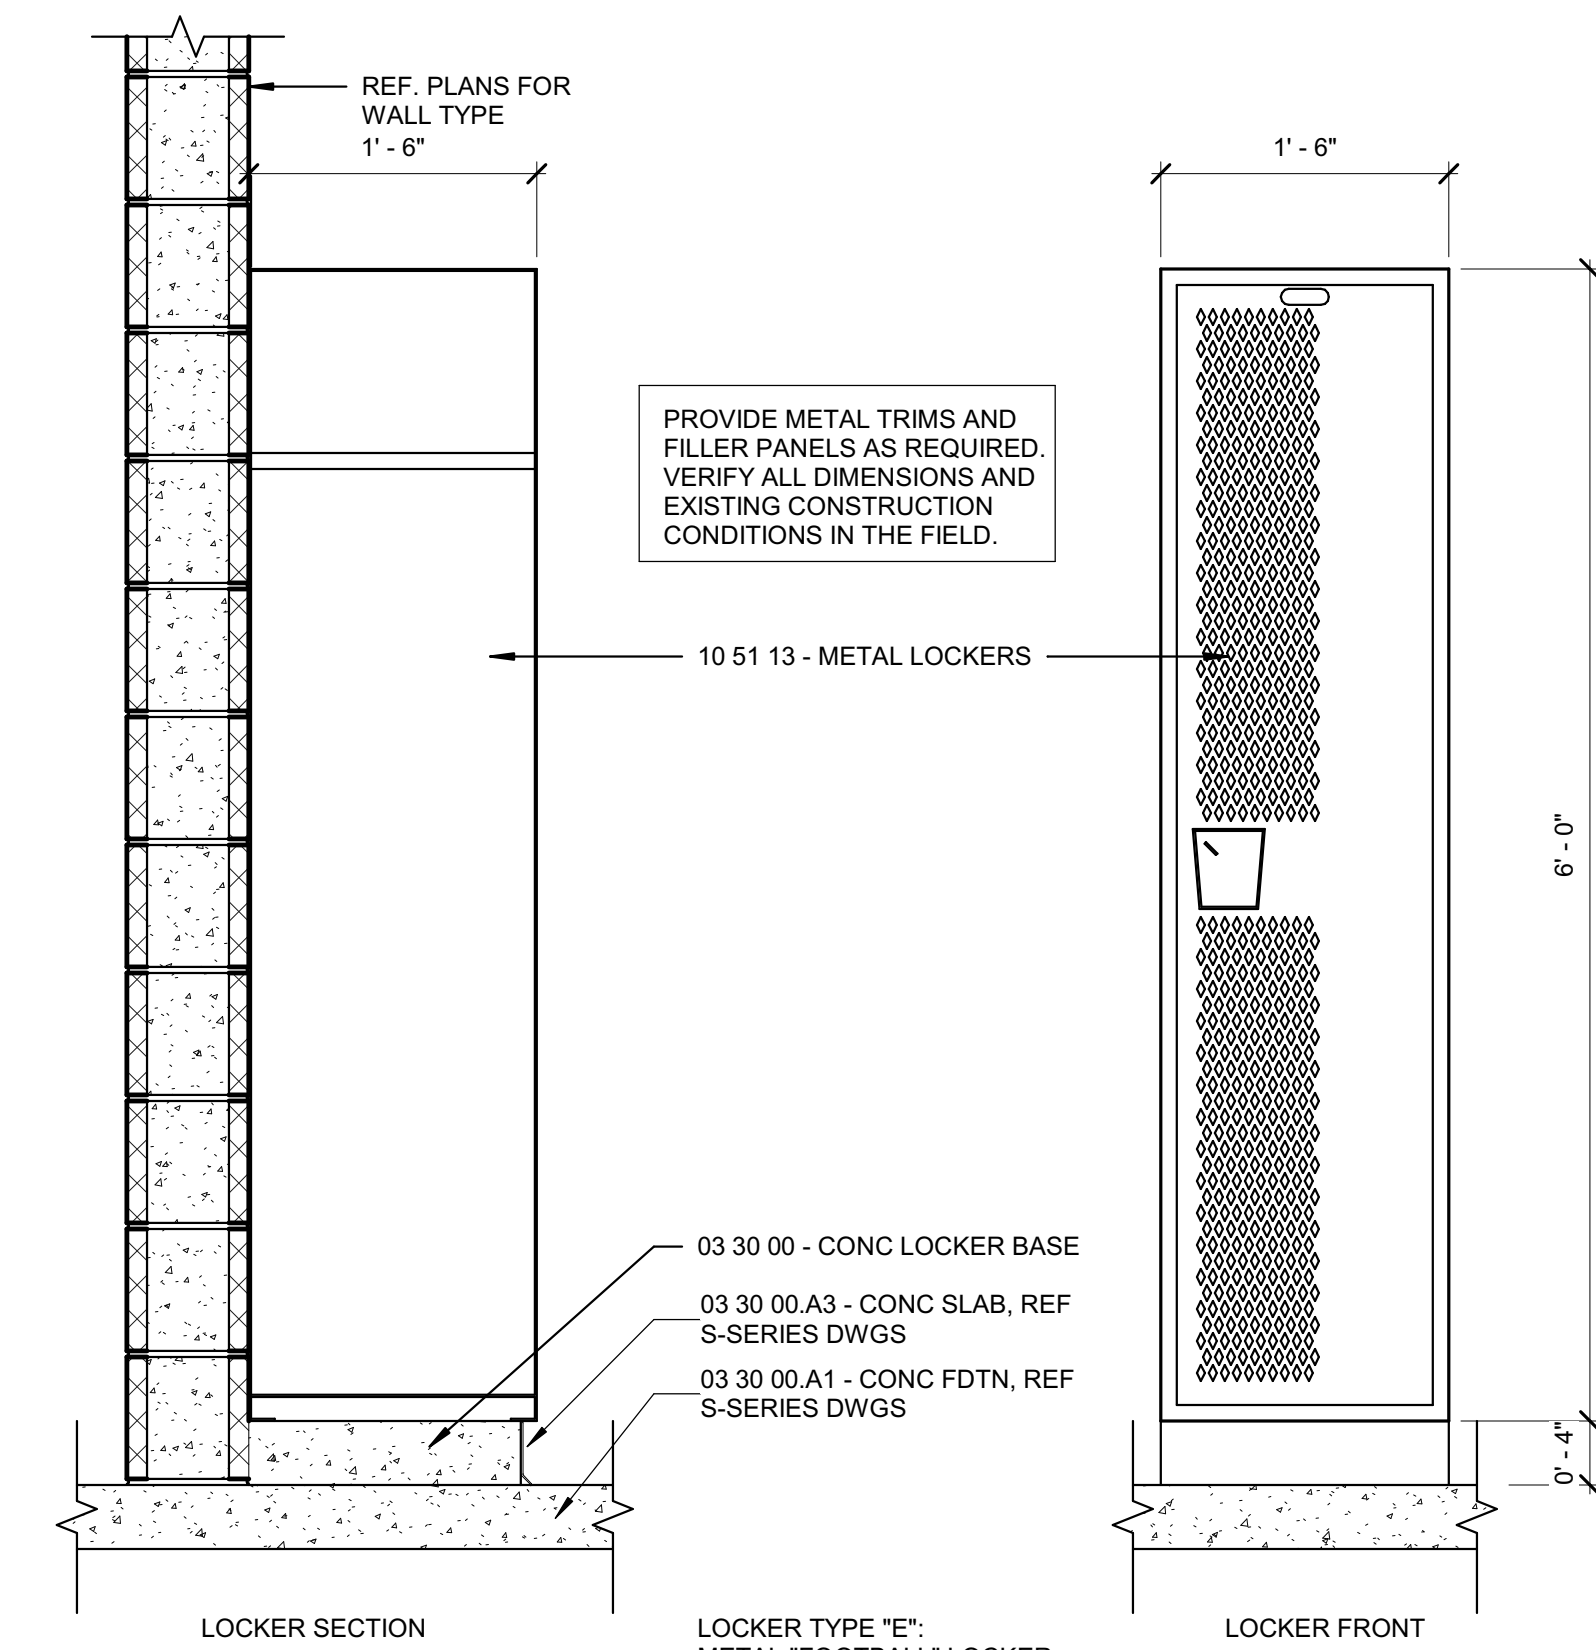 REF. PLANS FOR
WALL TYPE
1' - 6"
1' - 6"
PROVIDE METAL TRIMS AND
FILLER PANELS AS REQUIRED.
VERIFY ALL DIMENSIONS AND
EXISTING CONSTRUCTION
CONDITIONS IN THE FIELD.
10 51 13 - METAL LOCKERS
6' - 0"
03 30 00 - CONC LOCKER BASE
03 30 00.A3 - CONC SLAB, REF
S-SERIES DWGS
03 30 00.A1 - CONC FDTN, REF
S-SERIES DWGS
0' - 4"
LOCKER SECTION
LOCKER TYPE "E":
METAL "FOOTBALL" LOCKER
LOCKER FRONT